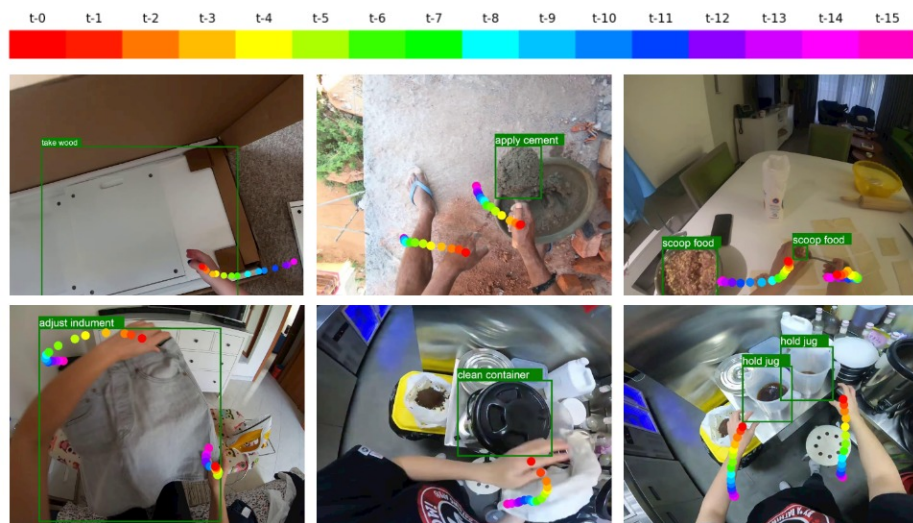 t-0 t-1 t-2 t-3 t-4 t-5 t-6 t-7 t-8 t-9 t-10 t-11 t-12 t-13 t-14 t-15
take wood
apply cement
scoop food
scoop food
adjust indument
clean container
hold jug
hold jug